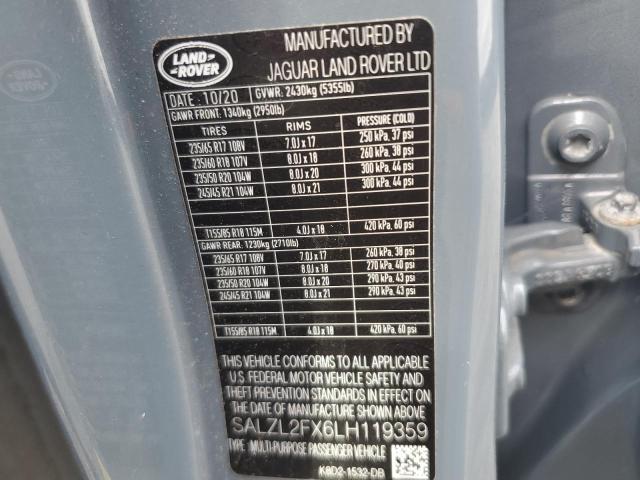 LAND
ROVER
MANUFACTURED BY
JAGUAR LAND ROVER LTD
DATE : 10/20 GVWR: 2430kg (5355lb)
GAWR FRONT: 1340kg (2950lb)
TIRES RIMS PRESSURE (COLD)
235/65 R17 108V 7.0J x 17 250 kPa, 37 psi
235/60 R18 107V 8.0J x 18 260 kPa, 38 psi
235/50 R20 104W 8.0J x 20 300 kPa, 44 psi
245/45 R21 104W 8.0J x 21 300 kPa, 44 psi
T155/85 R18 115M 4.0J x 18 420 kPa, 60 psi
GAWR REAR: 1230kg (2710lb)
235/65 R17 108V 7.0J x 17 260 kPa, 38 psi
235/60 R18 107V 8.0J x 18 270 kPa, 40 psi
235/50 R20 104W 8.0J x 20 290 kPa, 43 psi
245/45 R21 104W 8.0J x 21 290 kPa, 43 psi
T155/85 R18 115M 4.0J x 18 420 kPa, 60 psi
THIS VEHICLE CONFORMS TO ALL APPLICABLE
U.S. FEDERAL MOTOR VEHICLE SAFETY AND
THEFT PREVENTION STANDARDS IN EFFECT ON
THE DATE OF MANUFACTURE SHOWN ABOVE
SALZL2FX6LH119359
TYPE: MULTI-PURPOSE PASSENGER VEHICLE
K8D2-1532-DB